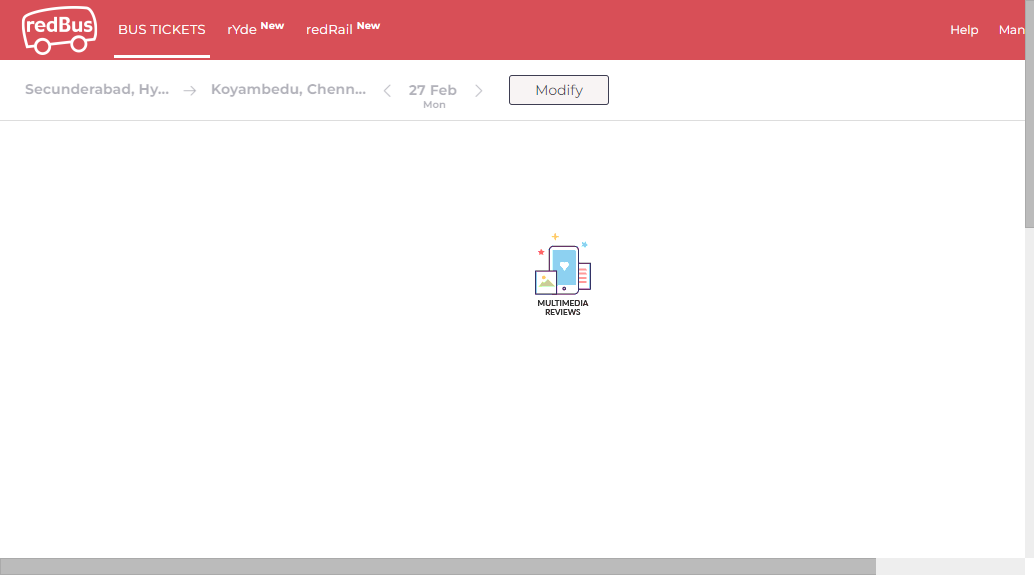 redBus
BUS TICKETS
rYde New
redRail New
Help
Man
Secunderabad, Hy...
Koyambedu, Chenn...
27 Feb
Mon
Modify
MULTIMEDIA
REVIEWS